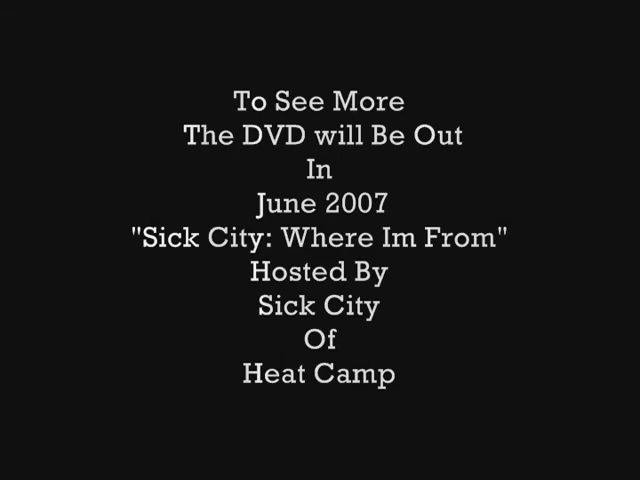 To See More
The DVD will Be Out
In
June 2007
"Sick City: Where Im From"
Hosted By
Sick City
Of
Heat Camp